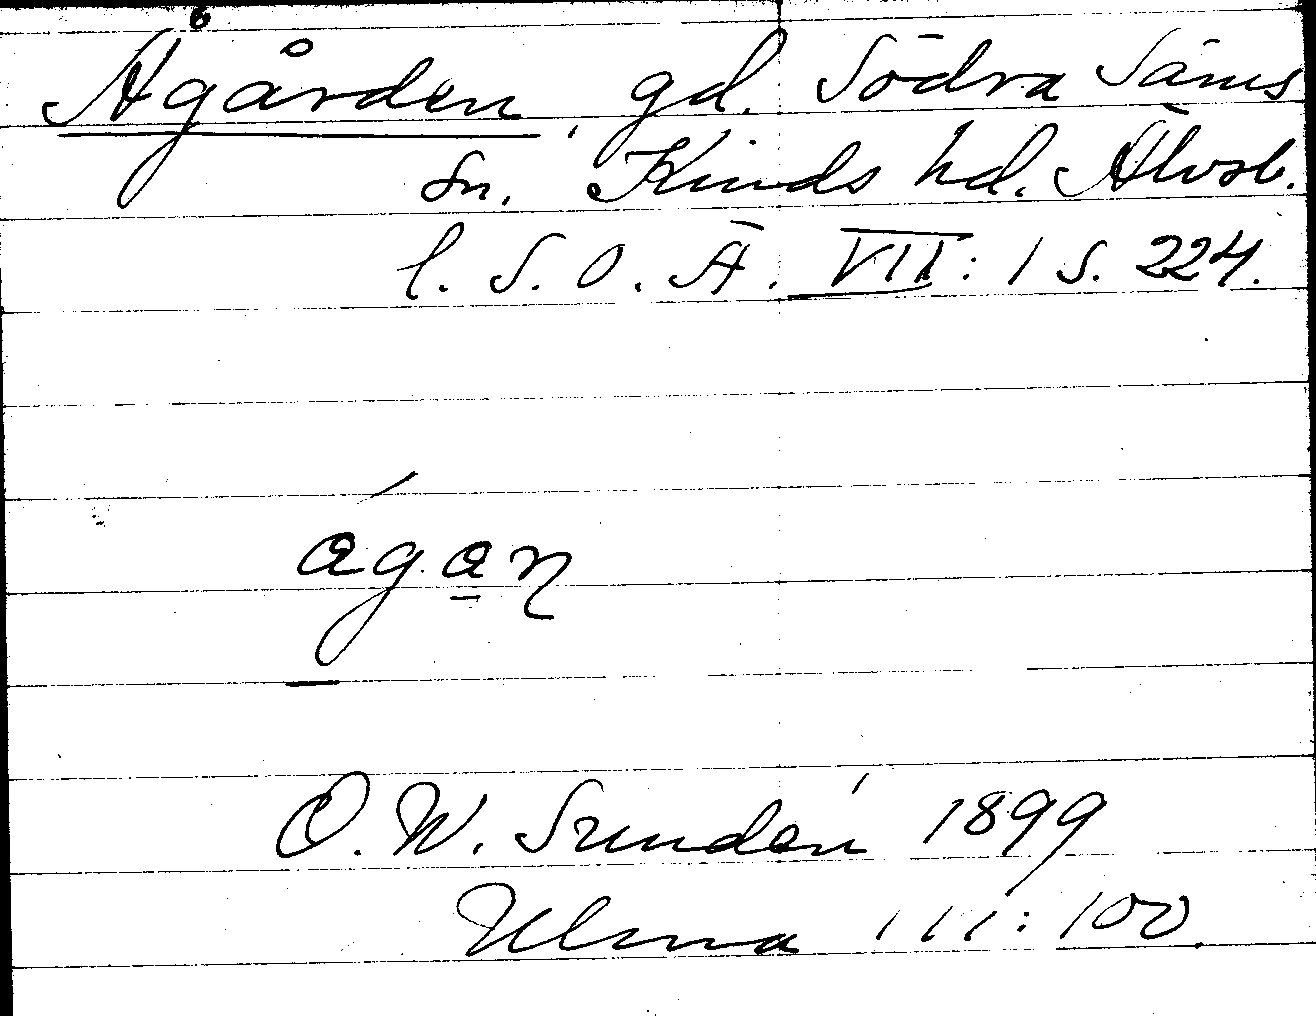 Ågården, gd. Södra Säms
sn. Kinds hd. Älvsb.
l. S. O. Ä. VII: 1 S. 224.
ágan
O. W. Sundén 1899
Ulma 111: 100